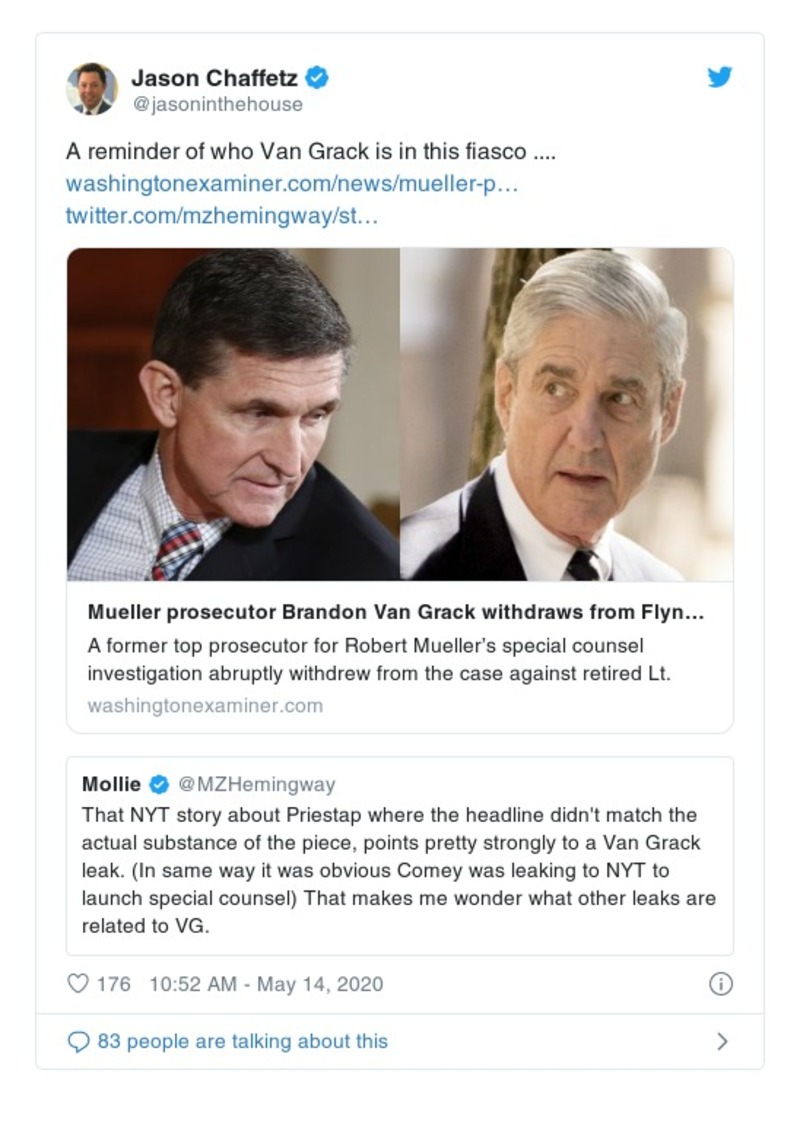 Jason Chaffetz
@jasoninthehouse
A reminder of who Van Grack is in this fiasco ....
washingtonexaminer.com/news/mueller-p…
twitter.com/mzhemingway/st…
Mueller prosecutor Brandon Van Grack withdraws from Flyn...
A former top prosecutor for Robert Mueller's special counsel
investigation abruptly withdrew from the case against retired Lt.
washingtonexaminer.com
Mollie @MZHemingway
That NYT story about Priestap where the headline didn't match the
actual substance of the piece, points pretty strongly to a Van Grack
leak. (In same way it was obvious Comey was leaking to NYT to
launch special counsel) That makes me wonder what other leaks are
related to VG.
176 10:52 AM - May 14, 2020
83 people are talking about this